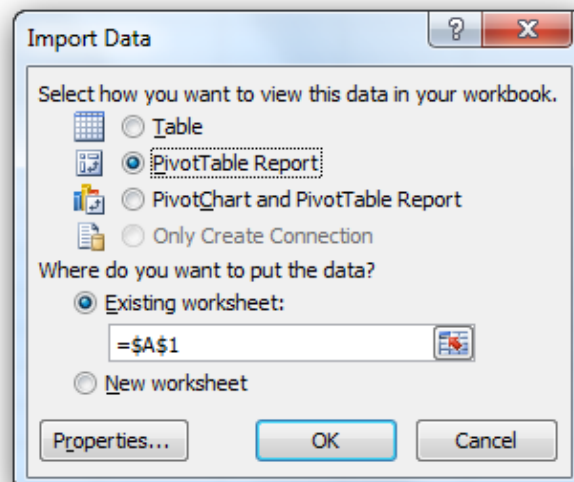 Import Data
Select how you want to view this data in your workbook.
Table
PivotTable Report
PivotChart and PivotTable Report
Only Create Connection
Where do you want to put the data?
Existing worksheet:
=$A$1
New worksheet
Properties... OK Cancel